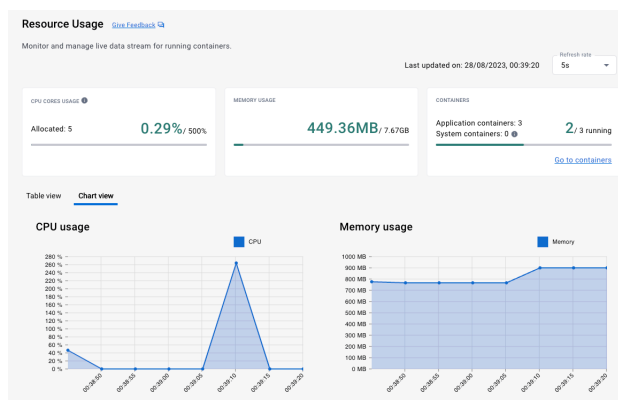 Resource Usage Give Feedback
Monitor and manage live data stream for running containers.
Refresh rate
Last updated on: 28/08/2023, 00:39:20 5s
CPU CORES USAGE
Allocated: 5 0.29% / 500%
MEMORY USAGE
449.36MB / 7.67GB
CONTAINERS
Application containers: 3
System containers: 0
2 / 3 running
Go to containers
Table view Chart view
CPU usage
CPU
280 %
260 %
240 %
220 %
200 %
180 %
160 %
140 %
120 %
100 %
80 %
60 %
40 %
20 %
0 %
00:38:50 00:38:55 00:39:00 00:39:05 00:39:10 00:39:15 00:39:20
Memory usage
Memory
1000 MB
900 MB
800 MB
700 MB
600 MB
500 MB
400 MB
300 MB
200 MB
100 MB
0 MB
00:38:50 00:38:55 00:39:00 00:39:05 00:39:10 00:39:15 00:39:20